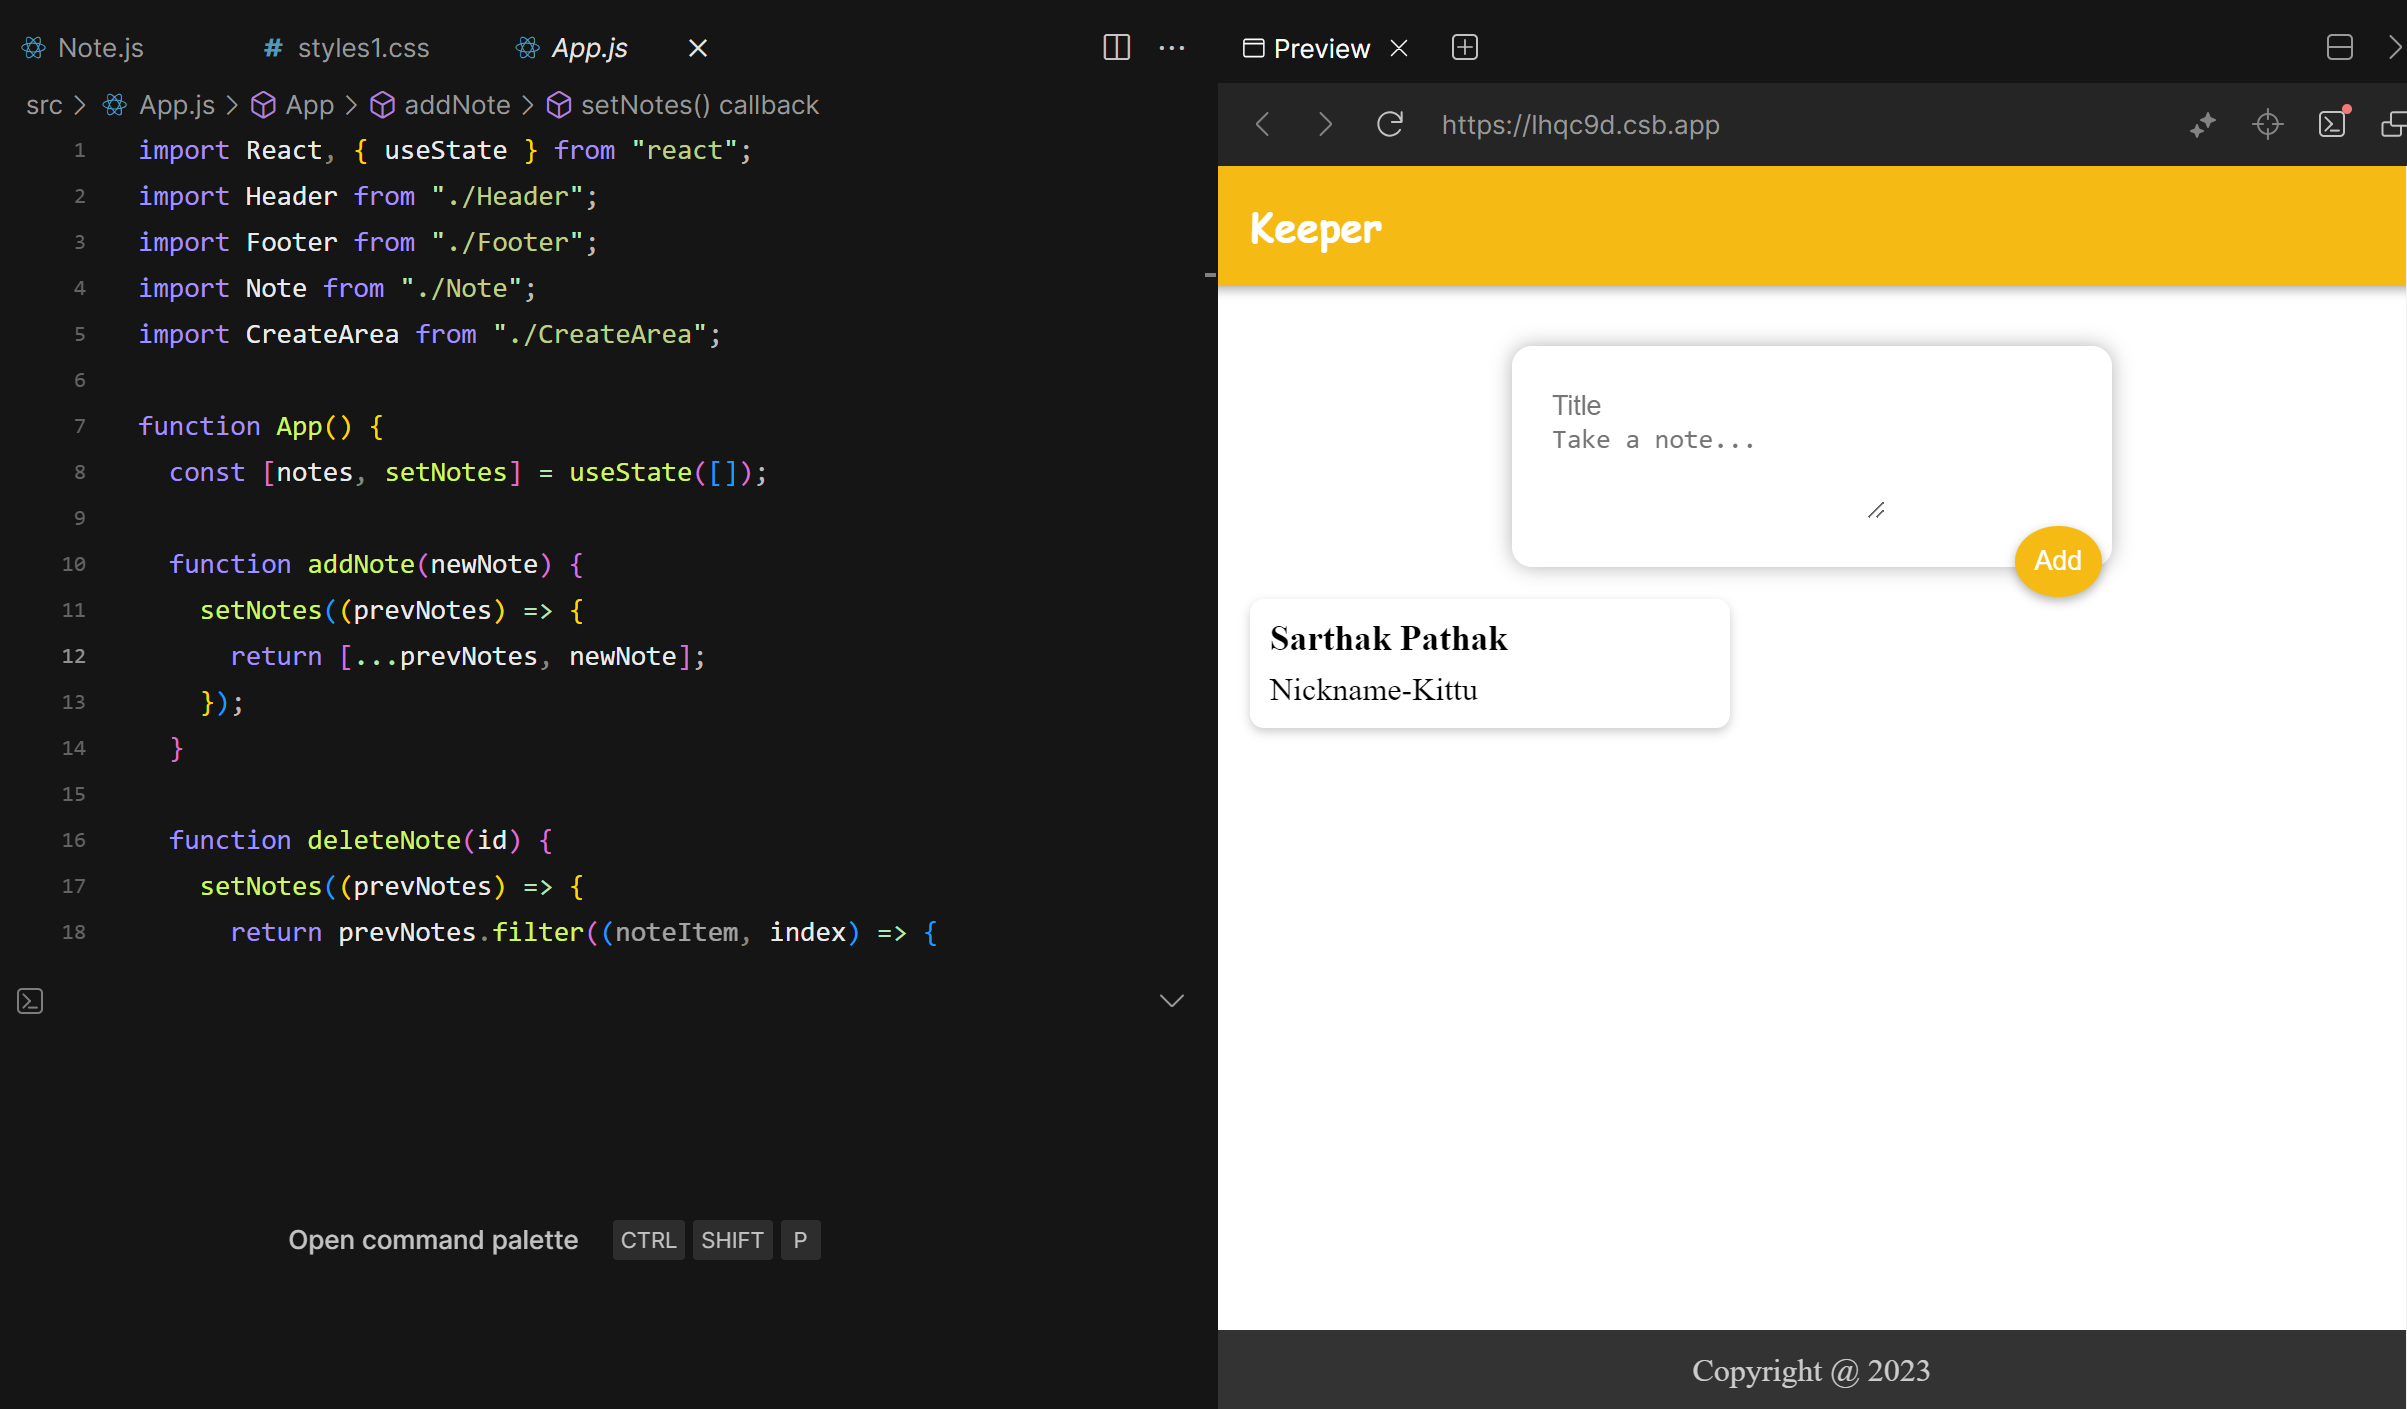 Note.js
# styles1.css
App.js
src > App.js > App > addNote > setNotes() callback
1 import React, { useState } from "react";
2 import Header from "./Header";
3 import Footer from "./Footer";
4 import Note from "./Note";
5 import CreateArea from "./CreateArea";
6
7 function App() {
8 const [notes, setNotes] = useState([]);
9
10 function addNote(newNote) {
11 setNotes((prevNotes) => {
12 return [...prevNotes, newNote];
13 });
14 }
15
16 function deleteNote(id) {
17 setNotes((prevNotes) => {
18 return prevNotes.filter((noteItem, index) => {
Open command palette CTRL SHIFT P
Preview
https://lhqc9d.csb.app
Keeper
Title
Take a note...
Add
Sarthak Pathak
Nickname-Kittu
Copyright @ 2023